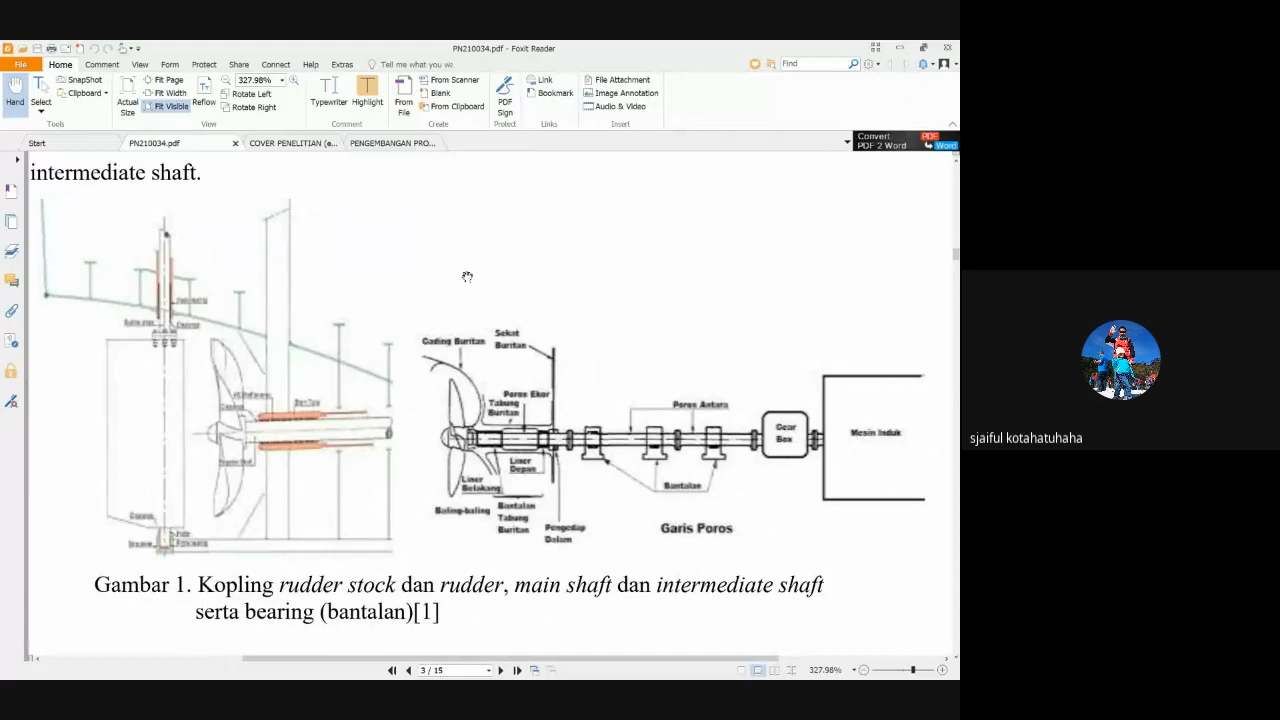 PN210034.pdf - Foxit Reader
File Home Comment View Form Protect Share Connect Help Extras Tell me what you wa. Find
Hand
Select
SnapShot
Clipboard
Tools
Actual Size
Fit Page
Fit Width
Fit Visible
Reflow
327.98%
Rotate Left
Rotate Right
View
Typewriter
Highlight
Comment
From File
From Scanner
Blank
From Clipboard
Create
PDF Sign
Protect
Link
Bookmark
Links
File Attachment
Image Annotation
Audio & Video
Insert
Start
PN210034.pdf
COVER PENELITIAN (e...
PENGEMBANGAN PRO...
Convert PDF
PDF 2 Word Word
intermediate shaft.
Gading Buritan
Sekat
Buritan
Poros Ekor
Tabung
Buritan
Poros Antara
Gear
Box
Mesin Induk
Liner
Depan
Liner
Belakang
Bantalan
Baling-baling
Bantalan
Tabung
Buritan
Pengedap
Dalam
Garis Poros
Gambar 1. Kopling rudder stock dan rudder, main shaft dan intermediate shaft
serta bearing (bantalan)[1]
3 / 15
327.98%
sjaiful kotahatuhaha